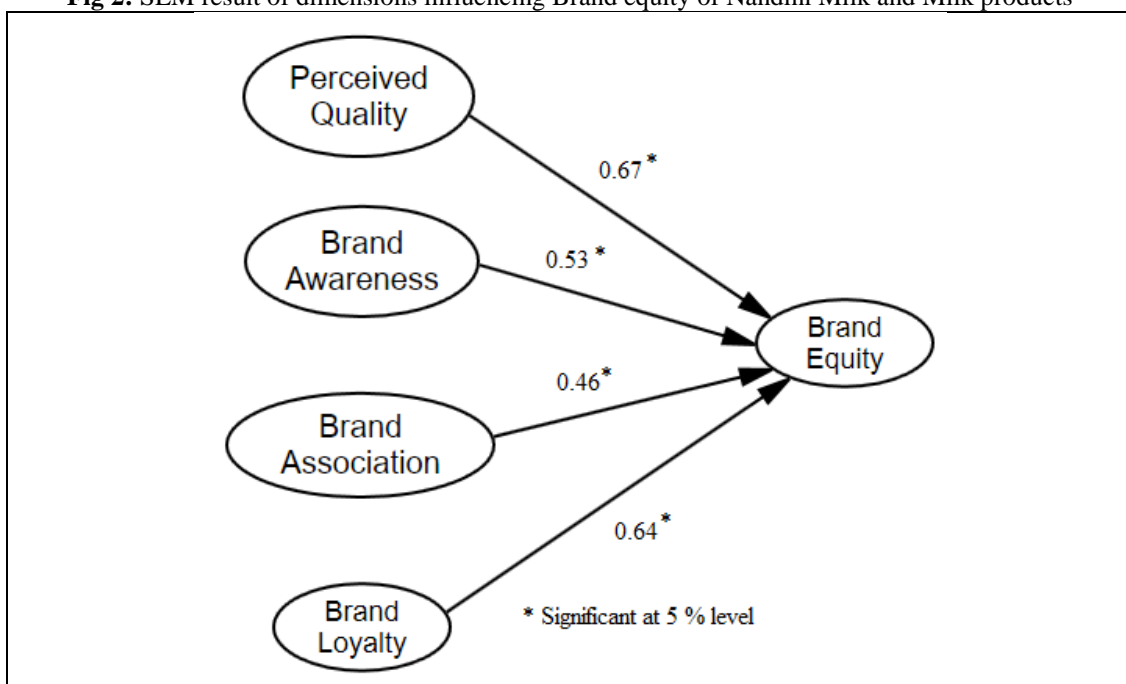 Fig 2: SEM result of dimensions influencing Brand equity of Nandini Milk and Milk products
Perceived
Quality
0.67 *
Brand
Awareness
0.53 *
Brand
Equity
Brand
Association
0.46*
0.64 *
Brand
Loyalty
* Significant at 5 % level